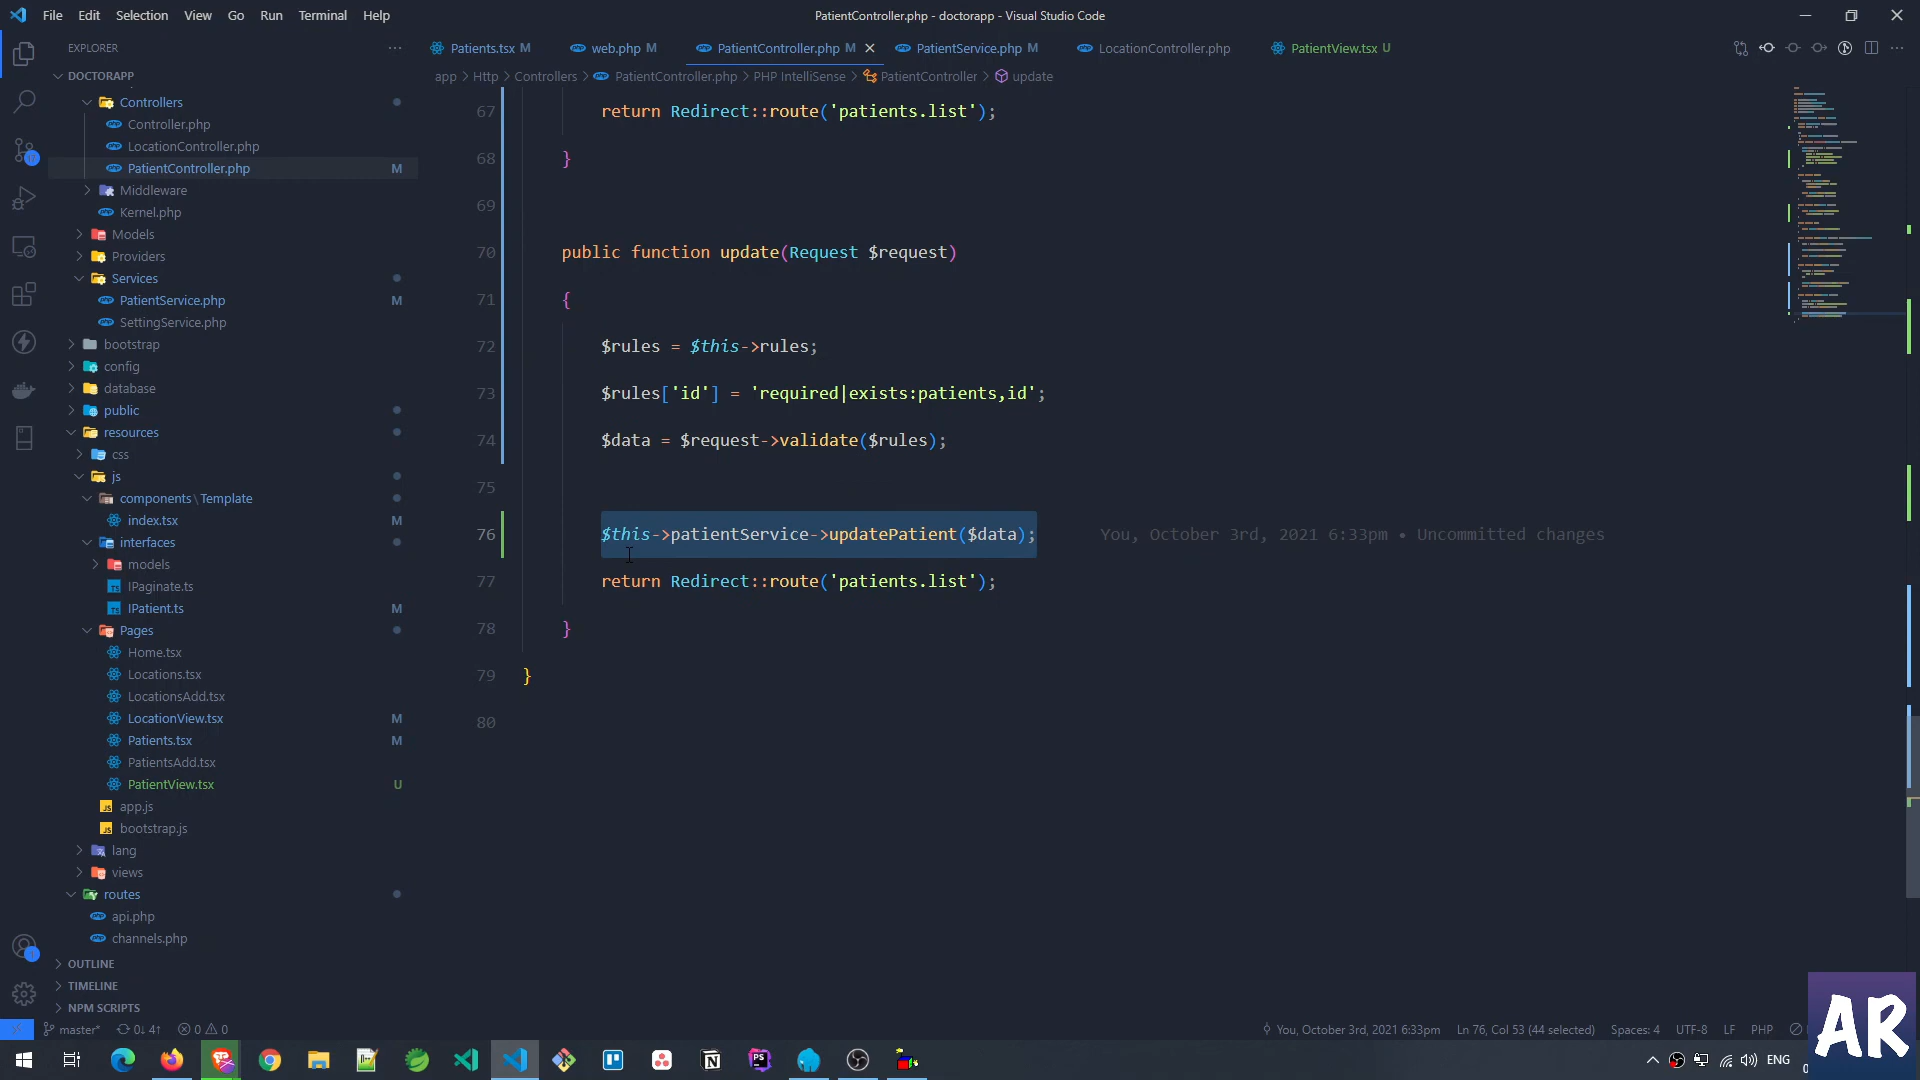 File Edit Selection View Go Run Terminal Help
PatientController.php - doctorapp - Visual Studio Code
EXPLORER
Patients.tsx M
web.php M
PatientController.php M
PatientService.php M
LocationController.php
PatientView.tsx U
app > Http > Controllers > PatientController.php > PHP IntelliSense > PatientController > update
DOCTORAPP
Controllers
Controller.php
LocationController.php
PatientController.php M
Middleware
Kernel.php
Models
Providers
Services
PatientService.php M
SettingService.php
bootstrap
config
database
public
resources
css
js
components \ Template
index.tsx M
interfaces
models
IPaginate.ts
IPatient.ts M
Pages
Home.tsx
Locations.tsx
LocationsAdd.tsx
LocationView.tsx M
Patients.tsx M
PatientsAdd.tsx
PatientView.tsx U
app.js
bootstrap.js
lang
views
routes
api.php
channels.php
OUTLINE
TIMELINE
NPM SCRIPTS
67 return Redirect::route('patients.list');
68 }
69
70 public function update(Request $request)
71 {
72 $rules = $this->rules;
73 $rules['id'] = 'required|exists:patients,id';
74 $data = $request->validate($rules);
75
76 $this->patientService->updatePatient($data); You, October 3rd, 2021 6:33pm • Uncommitted changes
77 return Redirect::route('patients.list');
78 }
79 }
80
master* 0↓ 4↑ 0 0
You, October 3rd, 2021 6:33pm Ln 76, Col 53 (44 selected) Spaces: 4 UTF-8 LF PHP
ENG
AR